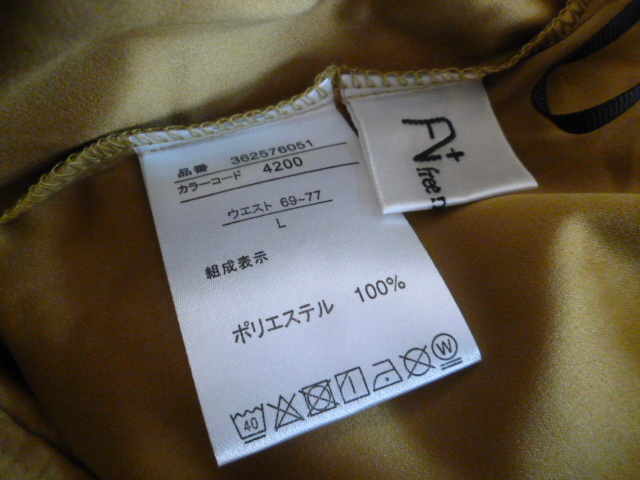 品番 362576051
カラーコード 4200
ウエスト 69~77
L
組成表示
ポリエステル 100%
40
W
free